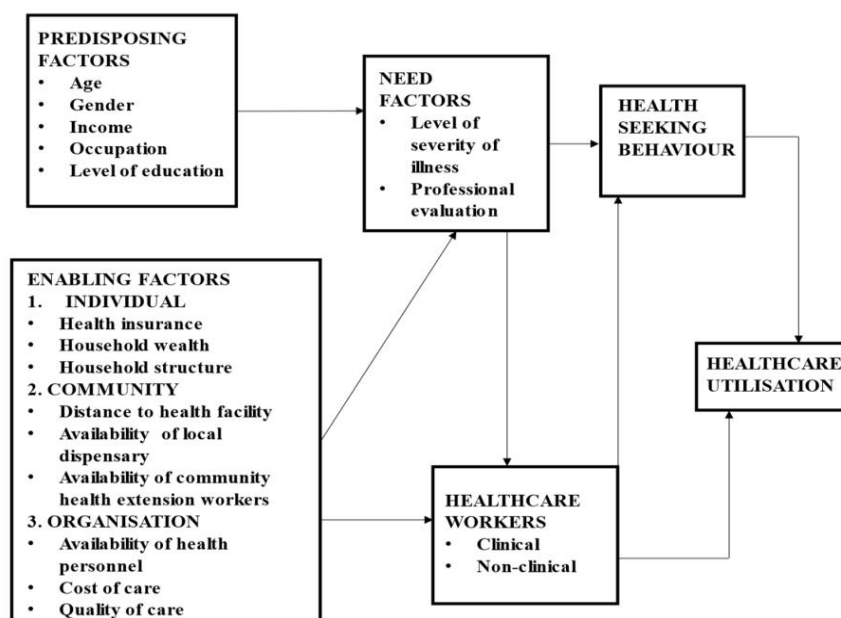 PREDISPOSING
FACTORS
• Age
• Gender
• Income
• Occupation
• Level of education
NEED
FACTORS
• Level of
severity of
illness
• Professional
evaluation
HEALTH
SEEKING
BEHAVIOUR
ENABLING FACTORS
1. INDIVIDUAL
• Health insurance
• Household wealth
• Household structure
2. COMMUNITY
• Distance to health facility
• Availability of local
dispensary
• Availability of community
health extension workers
3. ORGANISATION
• Availability of health
personnel
• Cost of care
• Quality of care
HEALTHCARE
UTILISATION
HEALTHCARE
WORKERS
• Clinical
• Non-clinical